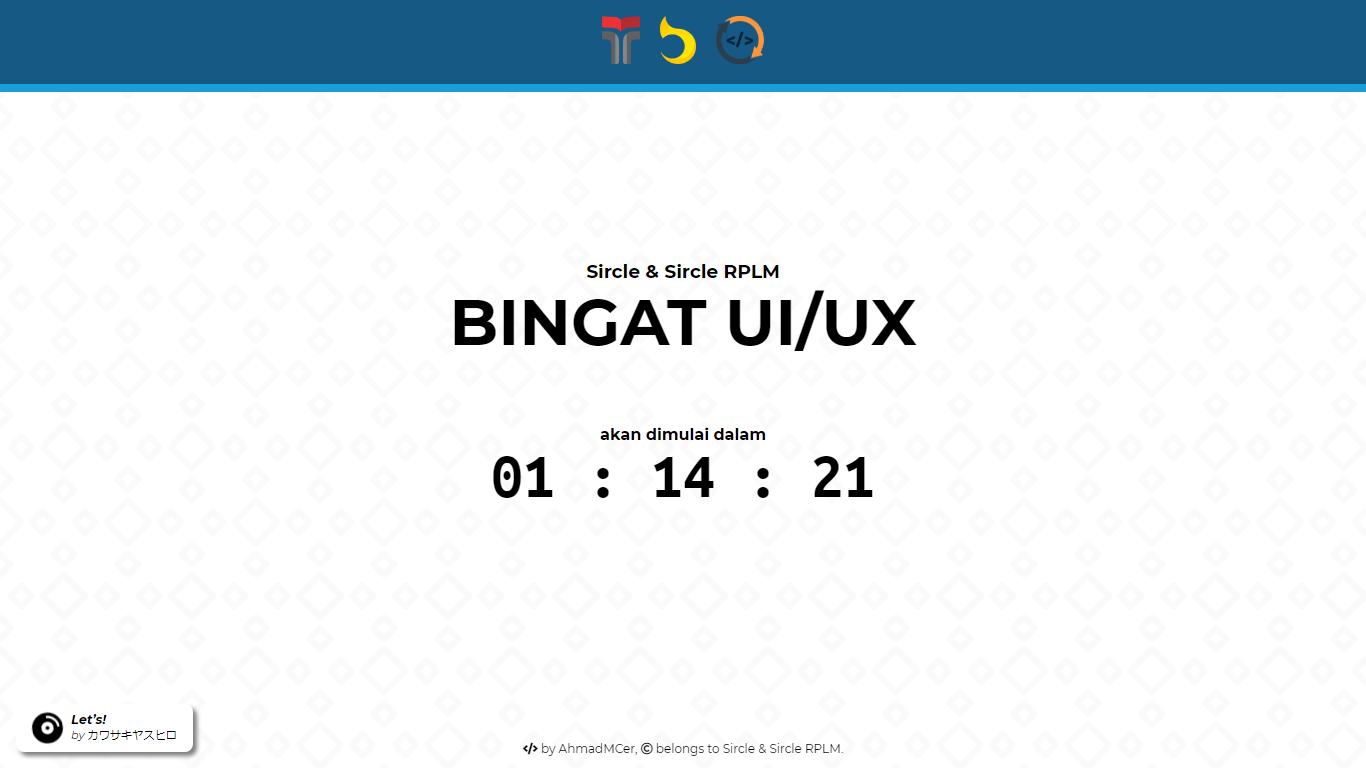 </>
Sircle & Sircle RPLM
BINGAT UI/UX
akan dimulai dalam
01 : 14 : 21
Let's!
by カワサキヤスヒロ
</> by AhmadMCer, © belongs to Sircle & Sircle RPLM.